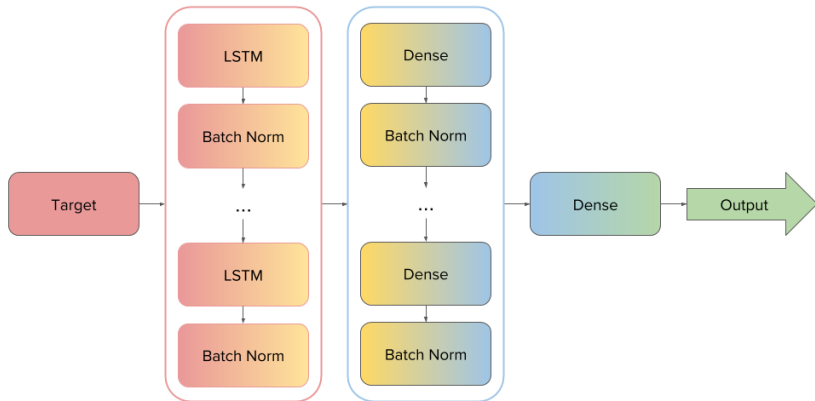 Target
LSTM
Batch Norm
...
LSTM
Batch Norm
Dense
Batch Norm
...
Dense
Batch Norm
Dense
Output